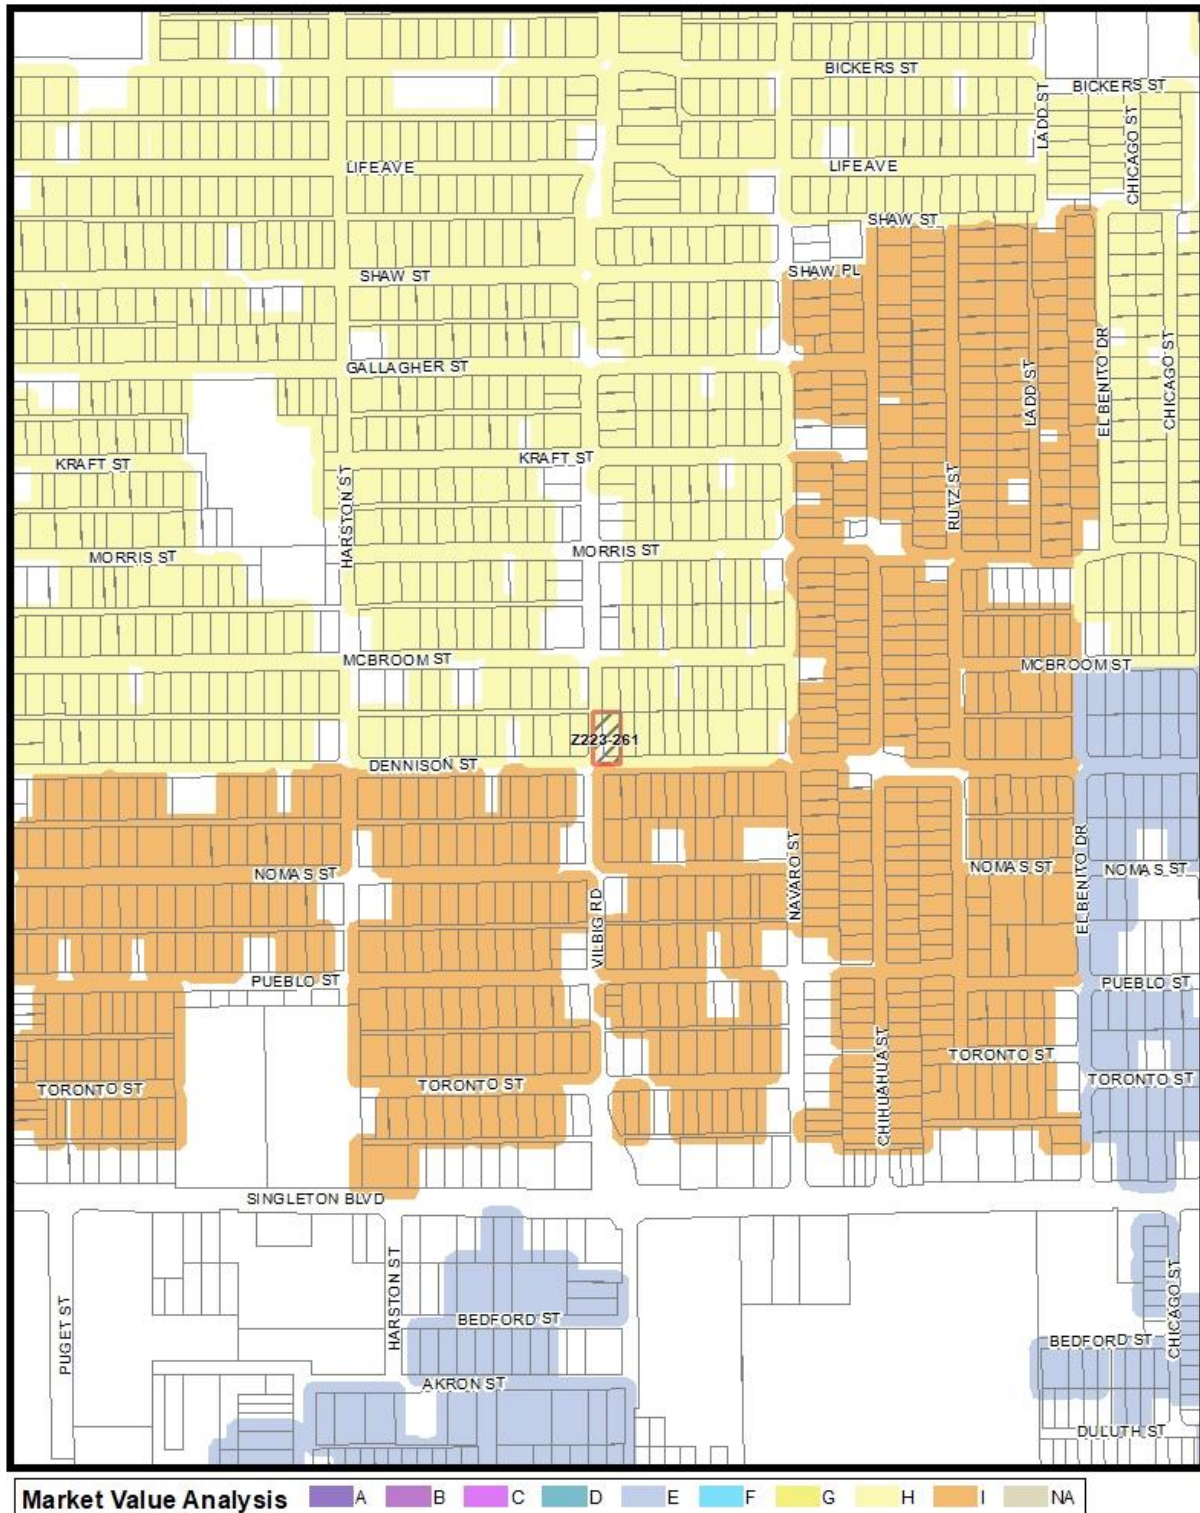 BICKERS ST
BICKERS ST
LADD ST
CHICAGO ST
LIFEAVE
LIFEAVE
SHAW ST
SHAW ST
SHAW PL
GALLAGHER ST
LADD ST
EL BENITO DR
CHICAGO ST
KRAFT ST
KRAFT ST
HARSTON ST
RUTZ ST
MORRIS ST
MORRIS ST
MCBROOM ST
MCBROOM ST
Z223-261
DENNISON ST
NOMAS ST
NOMAS ST
NOMAS ST
NAVARO ST
EL BENITO DR
VILBIG RD
PUEBLO ST
PUEBLO ST
CHIHUAHUA ST
TORONTO ST
TORONTO ST
TORONTO ST
TORONTO ST
SINGLETON BLVD
PUGET ST
HARSTON ST
BEDFORD ST
BEDFORD ST
CHICAGO ST
AKRON ST
DULUTH ST
Market Value Analysis A B C D E F G H I NA